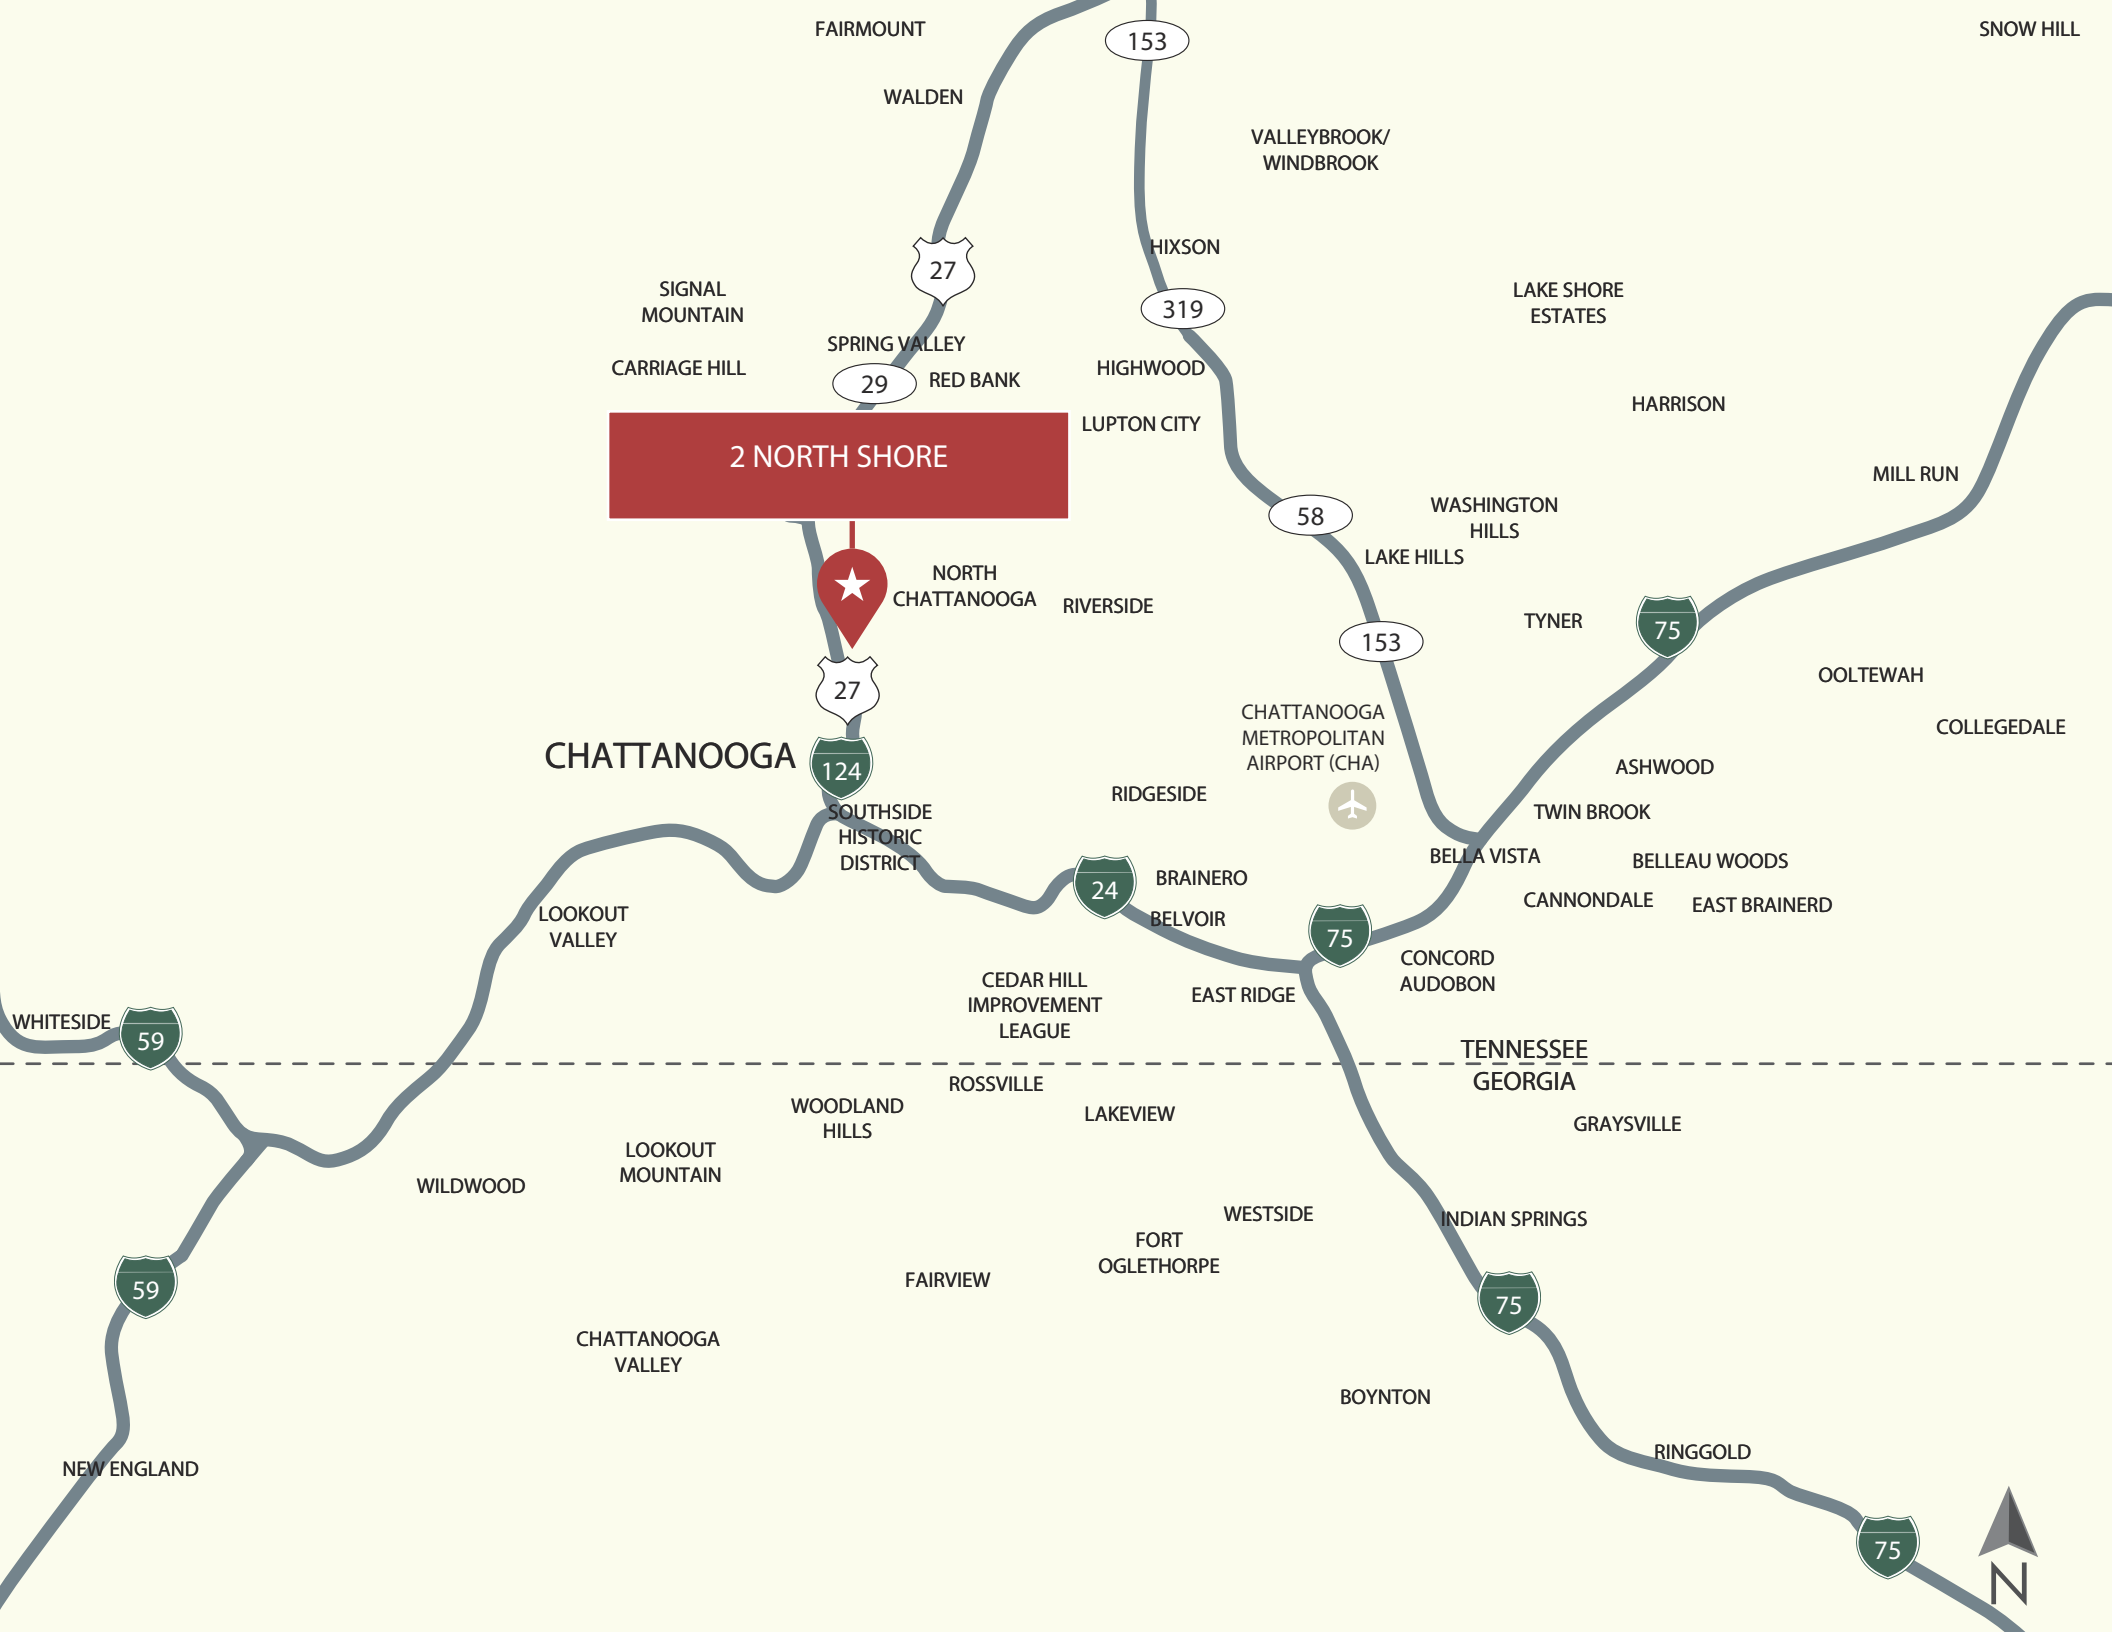 FAIRMOUNT
153
SNOW HILL
WALDEN
VALLEYBROOK/
WINDBROOK
HIXSON
27
SIGNAL
MOUNTAIN
319
LAKE SHORE
ESTATES
SPRING VALLEY
CARRIAGE HILL
29
RED BANK
HIGHWOOD
HARRISON
LUPTON CITY
2 NORTH SHORE
MILL RUN
58
WASHINGTON
HILLS
LAKE HILLS
NORTH
CHATTANOOGA
RIVERSIDE
TYNER
75
153
27
OOLTEWAH
CHATTANOOGA
METROPOLITAN
AIRPORT (CHA)
COLLEGEDALE
CHATTANOOGA
124
ASHWOOD
RIDGESIDE
SOUTHSIDE
HISTORIC
DISTRICT
TWIN BROOK
BELLA VISTA
BELLEAU WOODS
24
BRAINERO
CANNONDALE
EAST BRAINERD
LOOKOUT
VALLEY
BELVOIR
75
CONCORD
AUDOBON
CEDAR HILL
IMPROVEMENT
LEAGUE
EAST RIDGE
WHITESIDE
59
TENNESSEE
GEORGIA
ROSSVILLE
WOODLAND
HILLS
LAKEVIEW
GRAYSVILLE
LOOKOUT
MOUNTAIN
WILDWOOD
WESTSIDE
INDIAN SPRINGS
FORT
OGLETHORPE
FAIRVIEW
59
75
CHATTANOOGA
VALLEY
BOYNTON
RINGGOLD
NEW ENGLAND
75
N